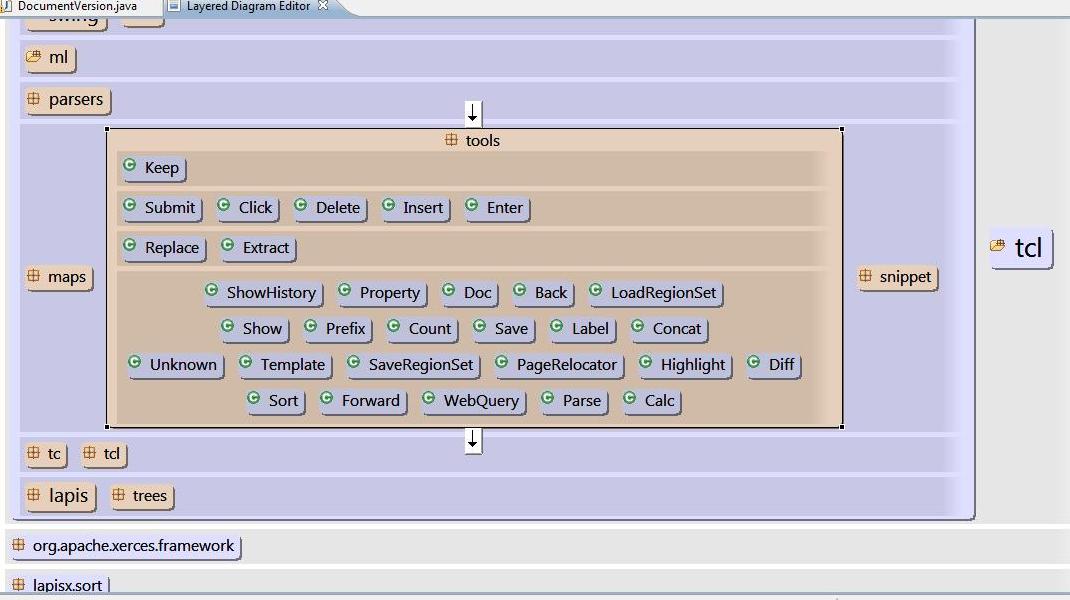 DocumentVersion.java Layered Diagram Editor
swing
ml
parsers
tools
Keep
Submit Click Delete Insert Enter
Replace Extract
maps
ShowHistory Property Doc Back LoadRegionSet
Show Prefix Count Save Label Concat
Unknown Template SaveRegionSet PageRelocator Highlight Diff
Sort Forward WebQuery Parse Calc
snippet
tcl
tc tcl
lapis trees
org.apache.xerces.framework
lapisx.sort